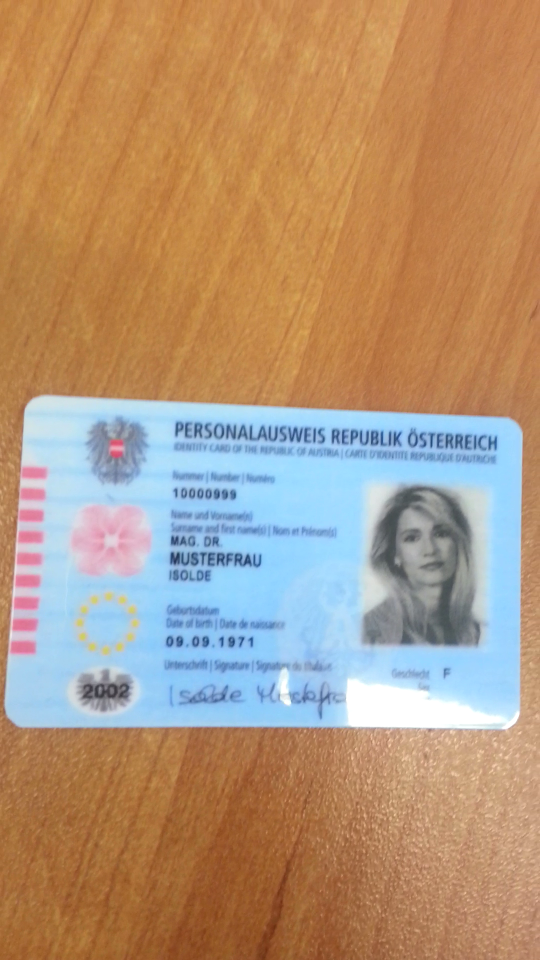 PERSONALAUSWEIS REPUBLIK ÖSTERREICH
IDENTITY CARD OF THE REPUBLIC OF AUSTRIA | CARTE D'IDENTITE REPUBLIQUE D'AUTRICHE
Nummer | Number | Numéro
10000999
Name und Vorname(n)
Surname and first name(s) | Nom et Prénom(s)
MAG. DR.
MUSTERFRAU
ISOLDE
Geburtsdatum
Date of birth | Date de naissance
09.09.1971
Unterschrift | Signature | Signature du titulaire
Isolde
Geschlecht F
Sex
2002